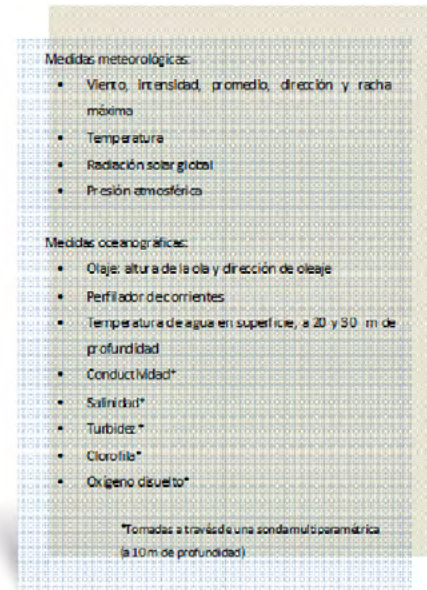 Medidas meteorológicas:
• Viento, intensidad, promedio, dirección y racha
máxima
• Temperatura
• Radiación solar global
• Presión atmosférica
Medidas oceanográficas:
• Olaje: altura de la ola y dirección de oleaje
• Perfilador de corrientes
• Temperatura de agua en superficie, a 20 y 30 m de
profundidad
• Conductividad*
• Salinidad*
• Turbidez*
• Clorofila*
• Oxígeno disuelto*
*Tomadas a través de una sonda multiparamétrica
(a 10 m de profundidad)